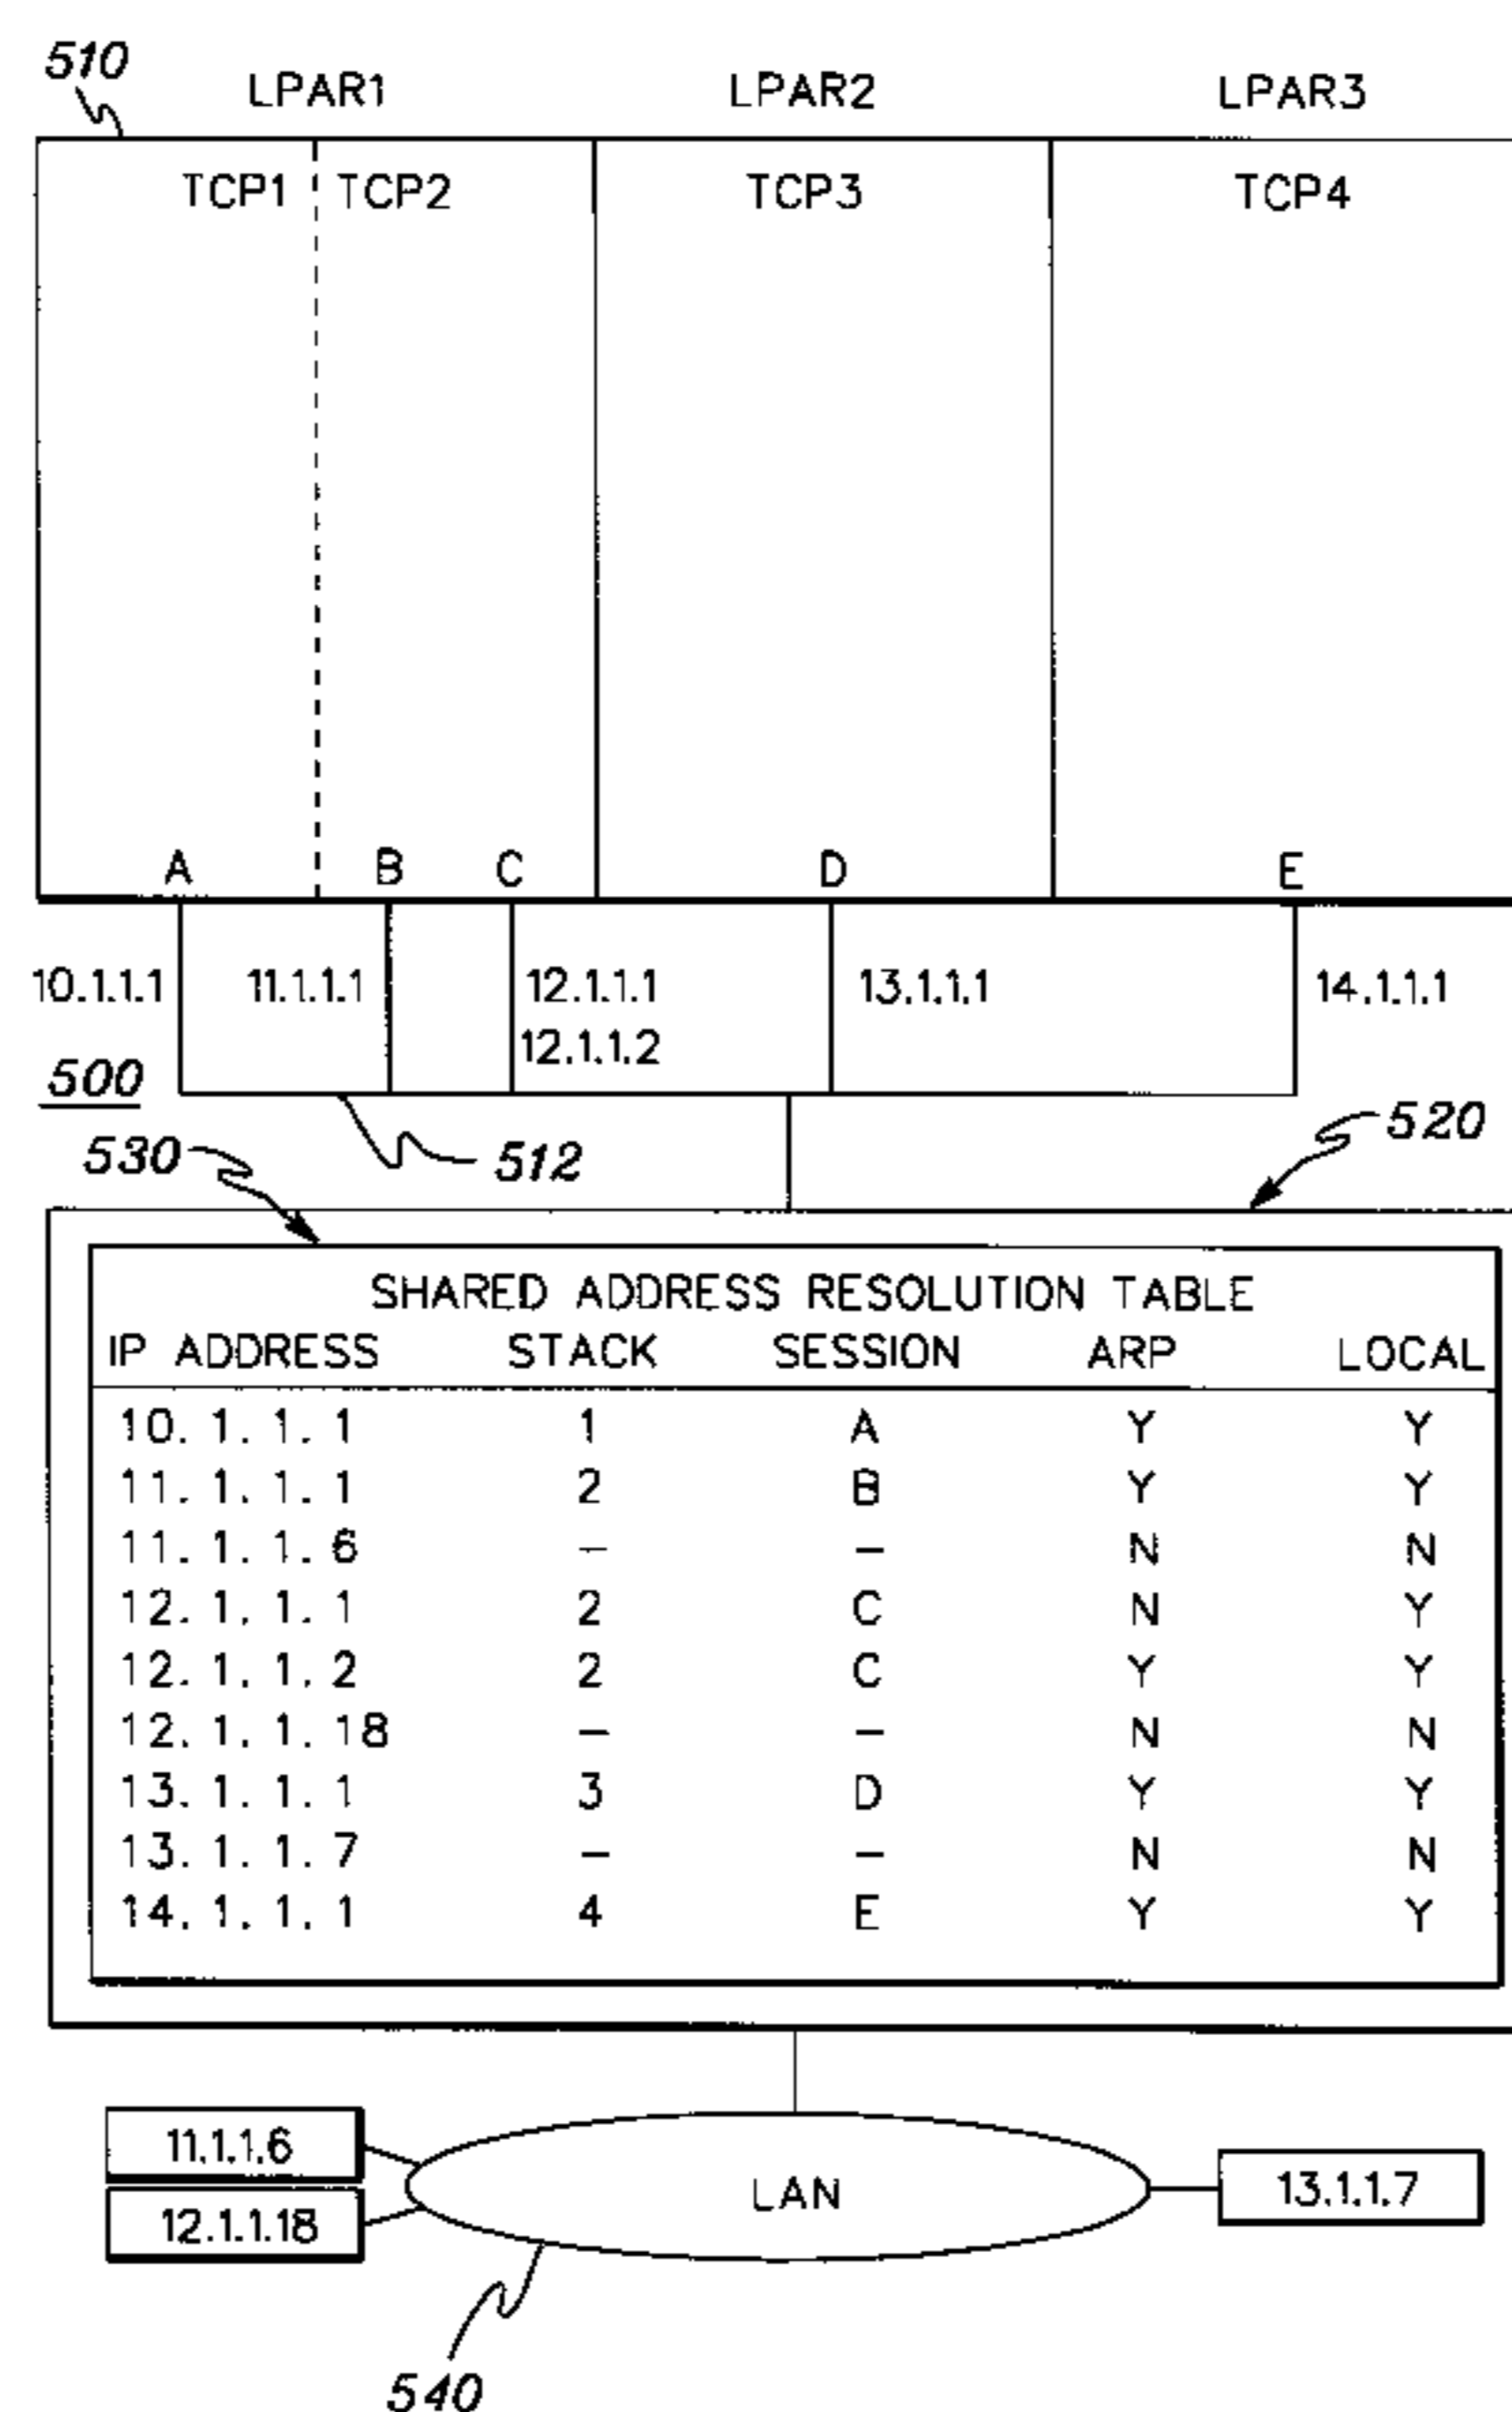 510
LPAR1 LPAR2 LPAR3
TCP1 TCP2 TCP3 TCP4
A B C D E
10.1.1.1 11.1.1.1 12.1.1.1 13.1.1.1 14.1.1.1
12.1.1.2
500
520
530
512
SHARED ADDRESS RESOLUTION TABLE
IP ADDRESS STACK SESSION ARP LOCAL
10.1.1.1 1 A Y Y
11.1.1.1 2 B Y Y
11.1.1.6 - - N N
12.1.1.1 2 C N Y
12.1.1.2 2 C Y Y
12.1.1.18 - - N N
13.1.1.1 3 D Y Y
13.1.1.7 - - N N
14.1.1.1 4 E Y Y
11.1.1.6
LAN
13.1.1.7
12.1.1.18
540